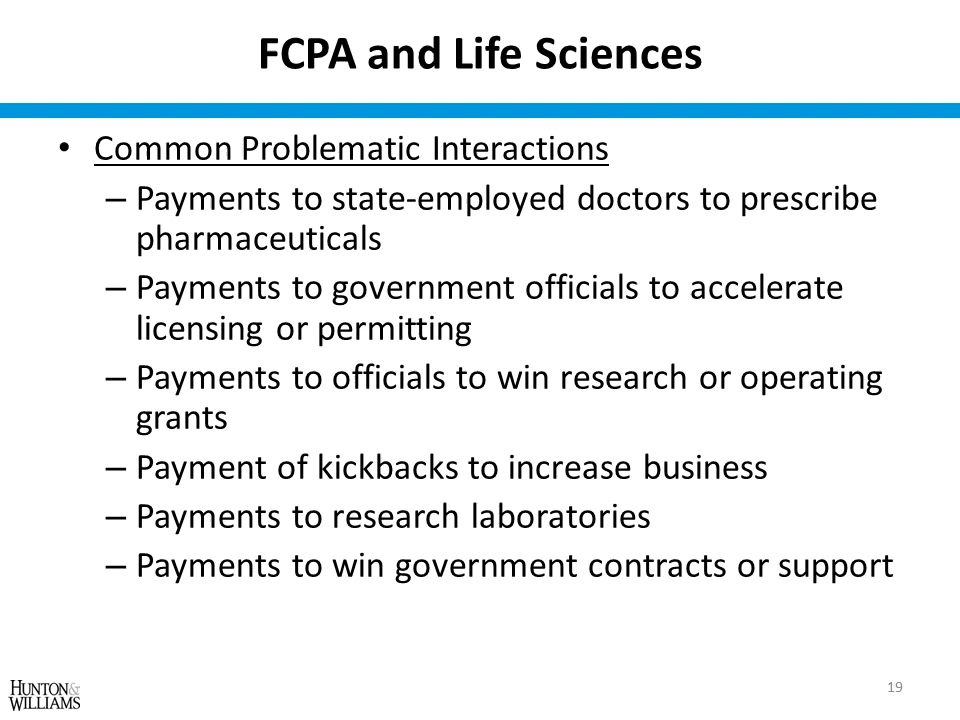 FCPA and Life Sciences
• Common Problematic Interactions
– Payments to state-employed doctors to prescribe
pharmaceuticals
– Payments to government officials to accelerate
licensing or permitting
– Payments to officials to win research or operating
grants
– Payment of kickbacks to increase business
– Payments to research laboratories
– Payments to win government contracts or support
HUNTON&
WILLIAMS
19